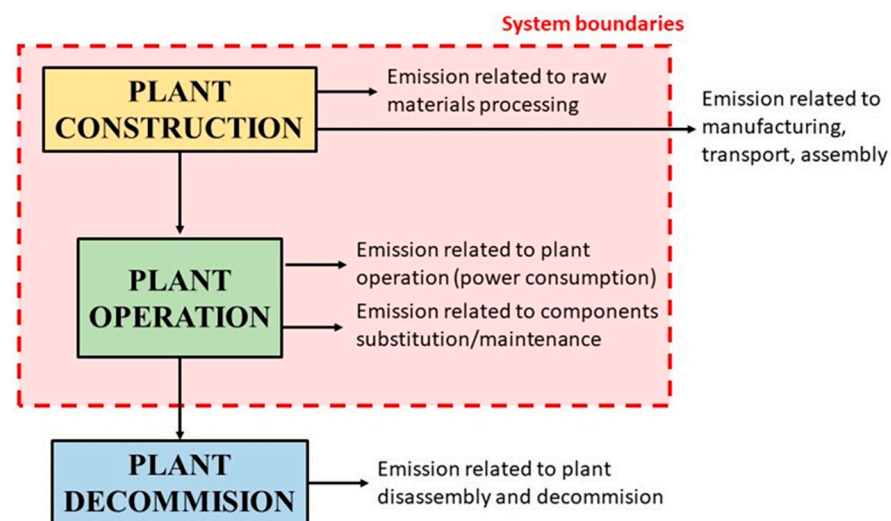 System boundaries
PLANT
CONSTRUCTION
Emission related to raw
materials processing
Emission related to
manufacturing,
transport, assembly
PLANT
OPERATION
Emission related to plant
operation (power consumption)
Emission related to components
substitution/maintenance
PLANT
DECOMMISION
Emission related to plant
disassembly and decommision